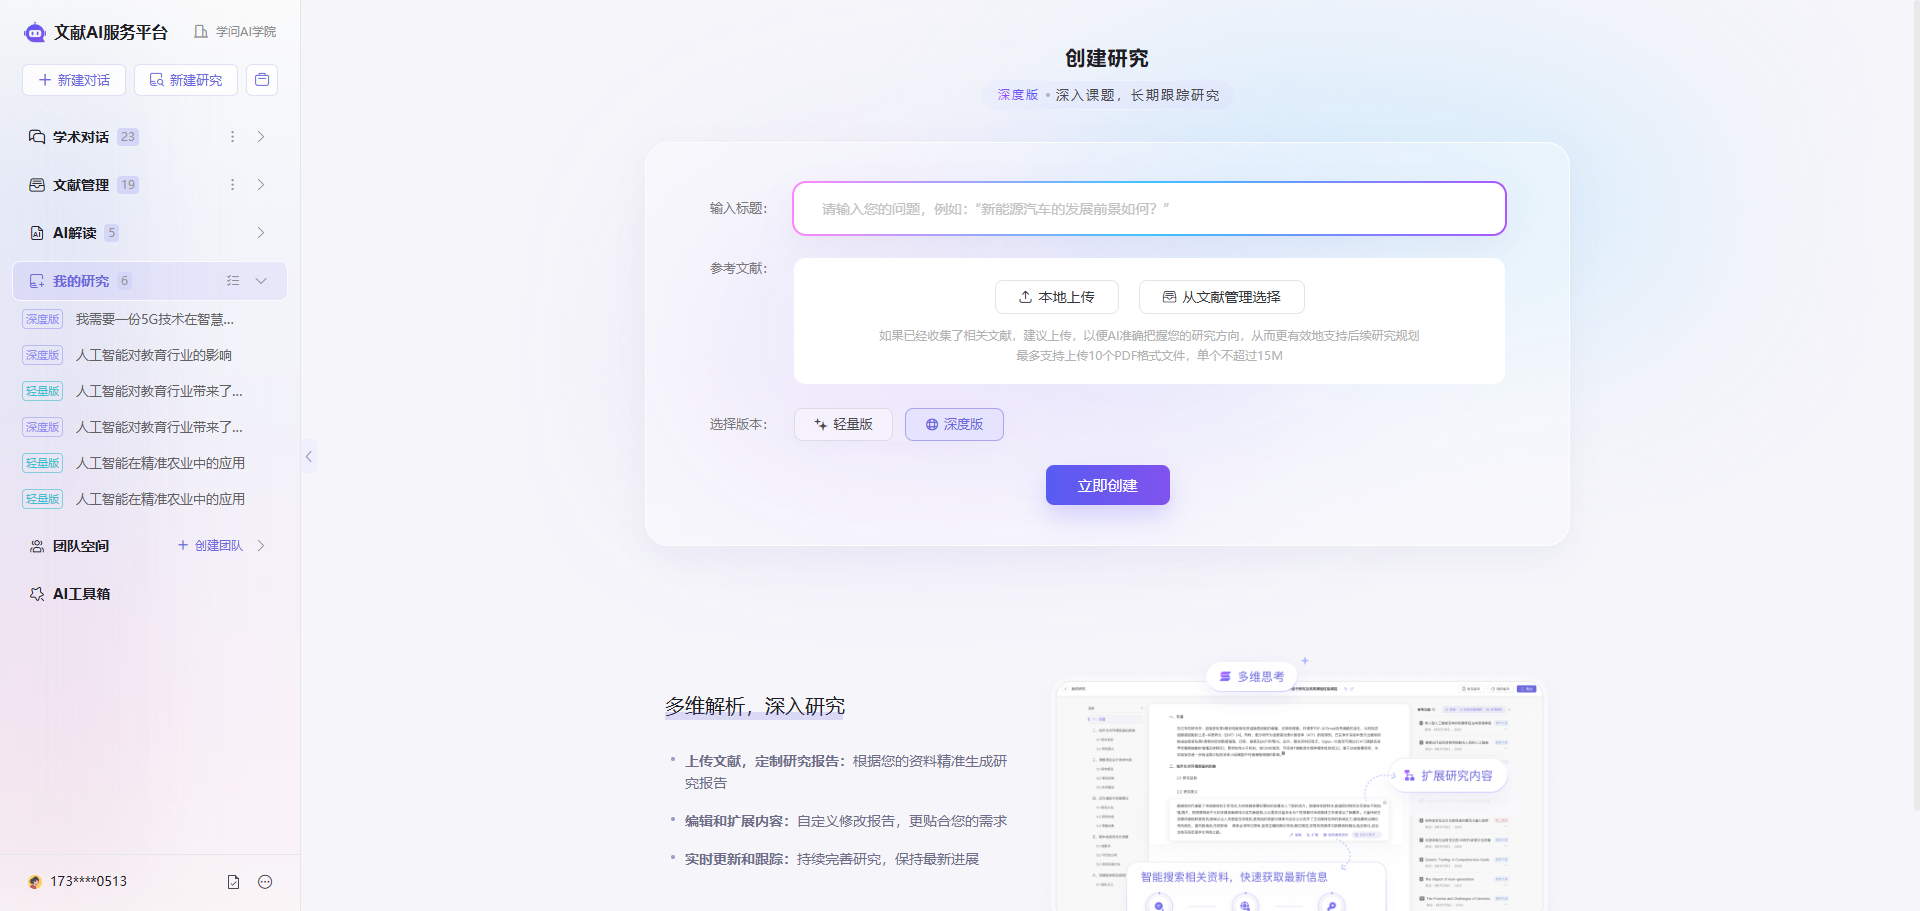 文献AI服务平台
学问AI学院
新建对话
新建研究
学术对话 23
文献管理 19
AI解读 5
我的研究 6
深度版 我需要一份5G技术在智慧...
深度版 人工智能对教育行业的影响
轻量版 人工智能对教育行业带来了...
深度版 人工智能对教育行业带来了...
轻量版 人工智能在精准农业中的应用
轻量版 人工智能在精准农业中的应用
团队空间 创建团队
AI工具箱
173****0513
创建研究
深度版 • 深入课题，长期跟踪研究
输入标题：
请输入您的问题，例如：“新能源汽车的发展前景如何？”
参考文献：
本地上传
从文献管理选择
如果已经收集了相关文献，建议上传，以便AI准确把握您的研究方向，从而更有效地支持后续研究规划
最多支持上传10个PDF格式文件，单个不超过15M
选择版本：
轻量版
深度版
立即创建
多维解析，深入研究
• 上传文献，定制研究报告：根据您的资料精准生成研
究报告
• 编辑和扩展内容：自定义修改报告，更贴合您的需求
• 实时更新和跟踪：持续完善研究，保持最新进展
多维思考
扩展研究内容
智能搜索相关资料，快速获取最新信息